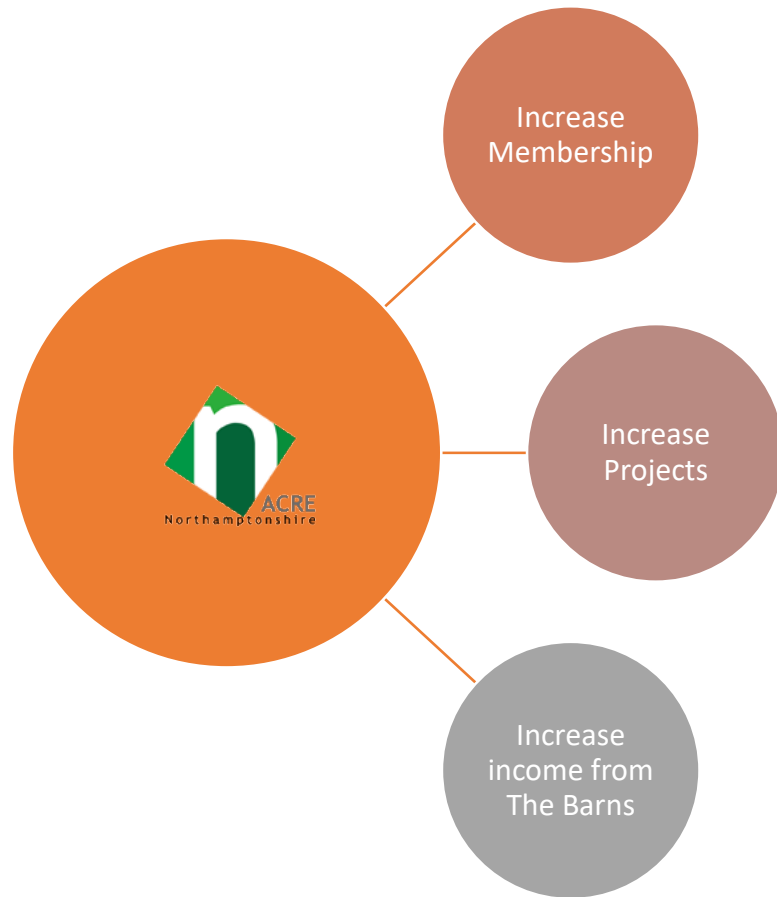 Increase
Membership
Increase
Projects
n
ACRE
Northamptonshire
Increase
income from
The Barns